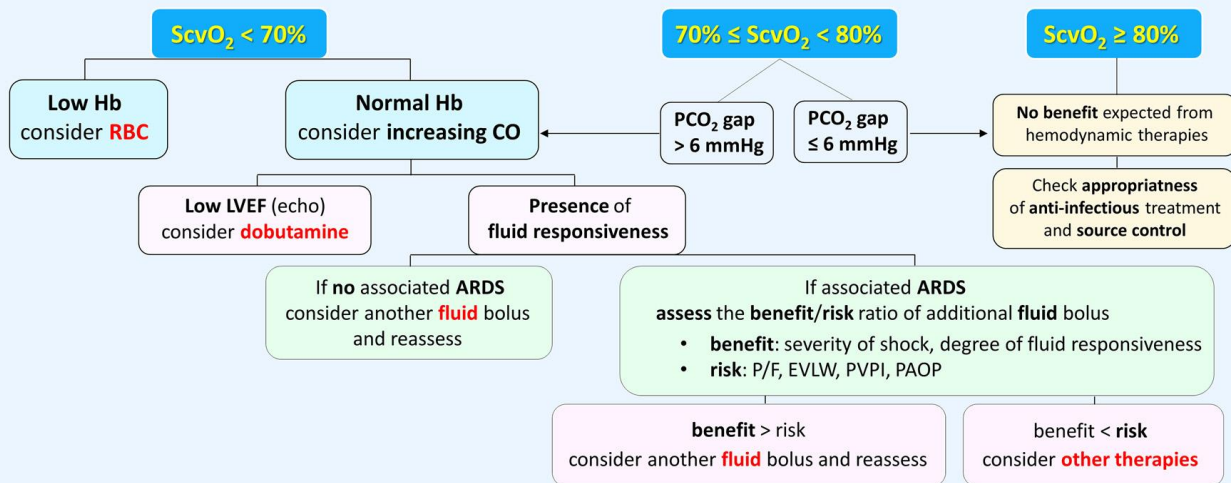 ScvO₂ < 70%
70% ≤ ScvO₂ < 80%
ScvO₂ ≥ 80%
Low Hb
consider RBC
Normal Hb
consider increasing CO
PCO₂ gap
> 6 mmHg
PCO₂ gap
≤ 6 mmHg
No benefit expected from
hemodynamic therapies
Check appropriatness
of anti-infectious treatment
and source control
Low LVEF (echo)
consider dobutamine
Presence of
fluid responsiveness
If no associated ARDS
consider another fluid bolus
and reassess
If associated ARDS
assess the benefit/risk ratio of additional fluid bolus
• benefit: severity of shock, degree of fluid responsiveness
• risk: P/F, EVLW, PVPI, PAOP
benefit > risk
consider another fluid bolus and reassess
benefit < risk
consider other therapies